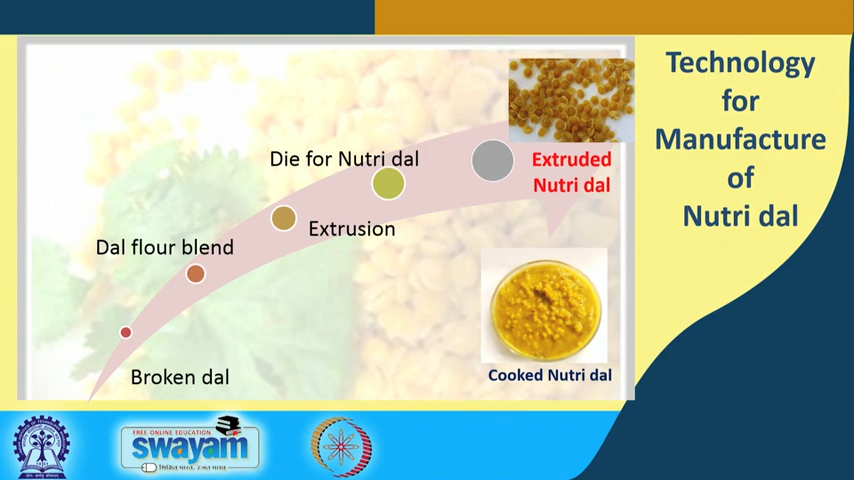 Technology
for
Manufacture
of
Nutri dal
Die for Nutri dal
Extruded
Nutri dal
Extrusion
Dal flour blend
Broken dal
Cooked Nutri dal
FREE ONLINE EDUCATION
swayam